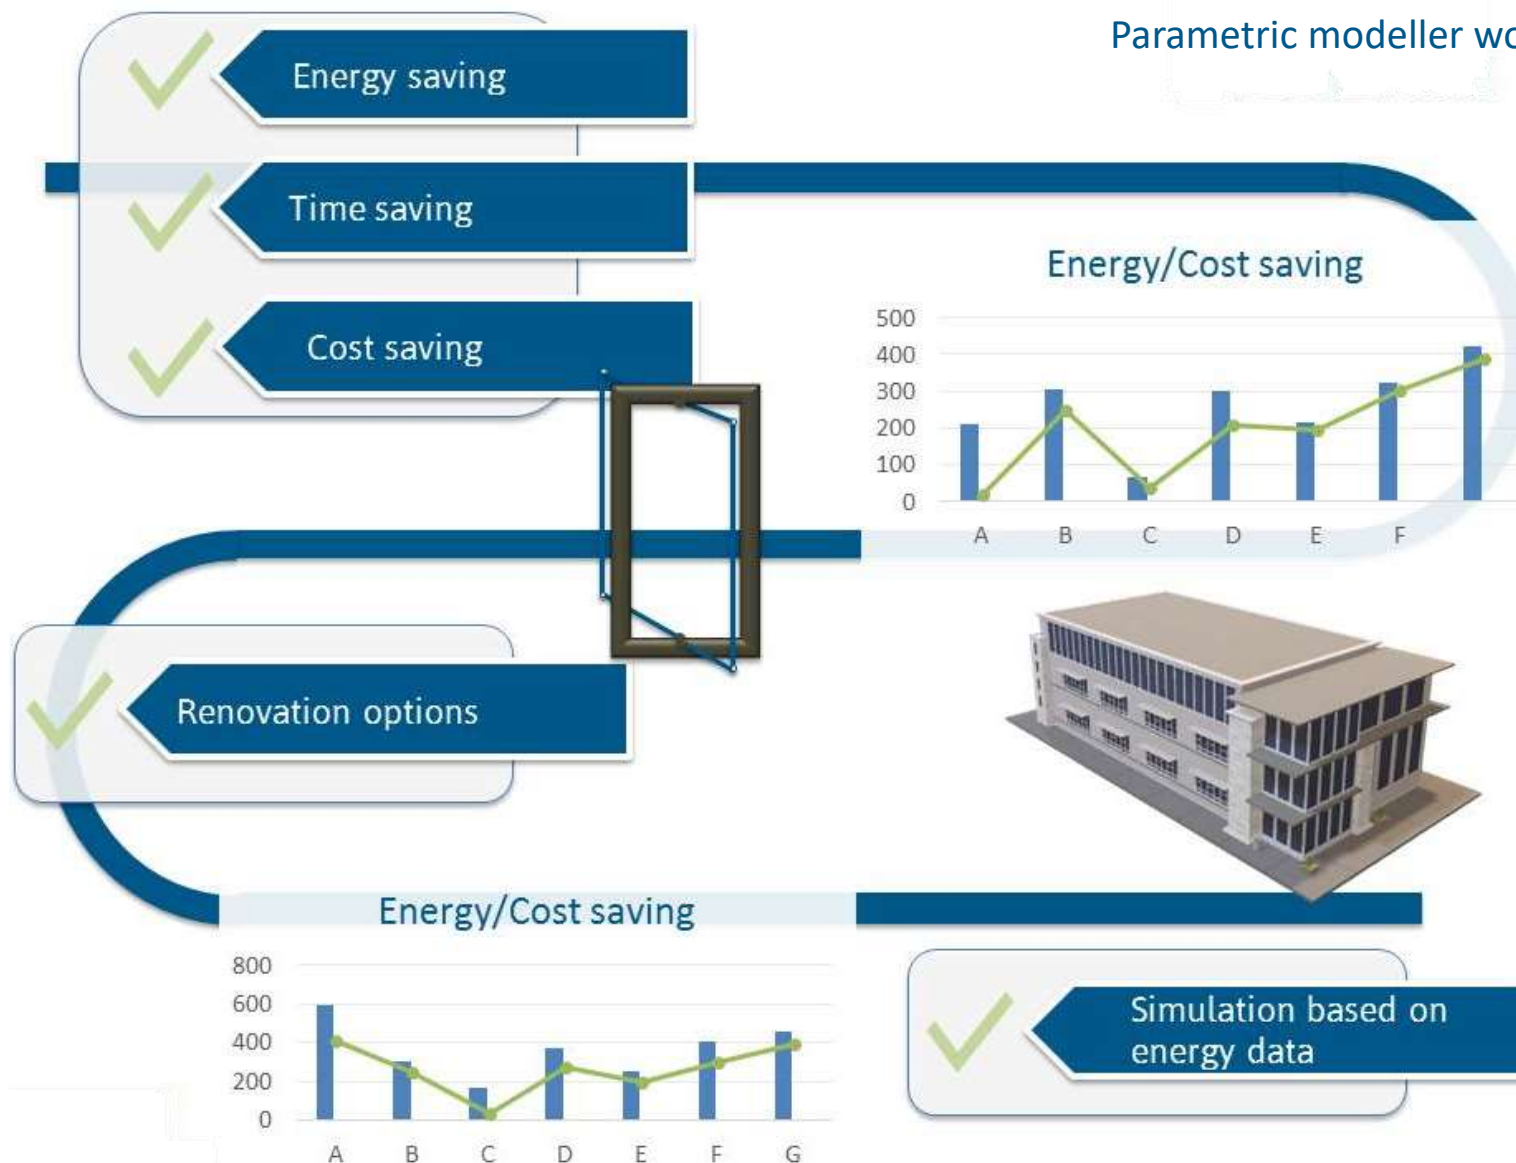 Parametric modeller
Energy saving
Time saving
Cost saving
Energy/Cost saving
500
400
300
200
100
0
A B C D E F
Renovation options
Energy/Cost saving
800
600
400
200
0
A B C D E F G
Simulation based on
energy data